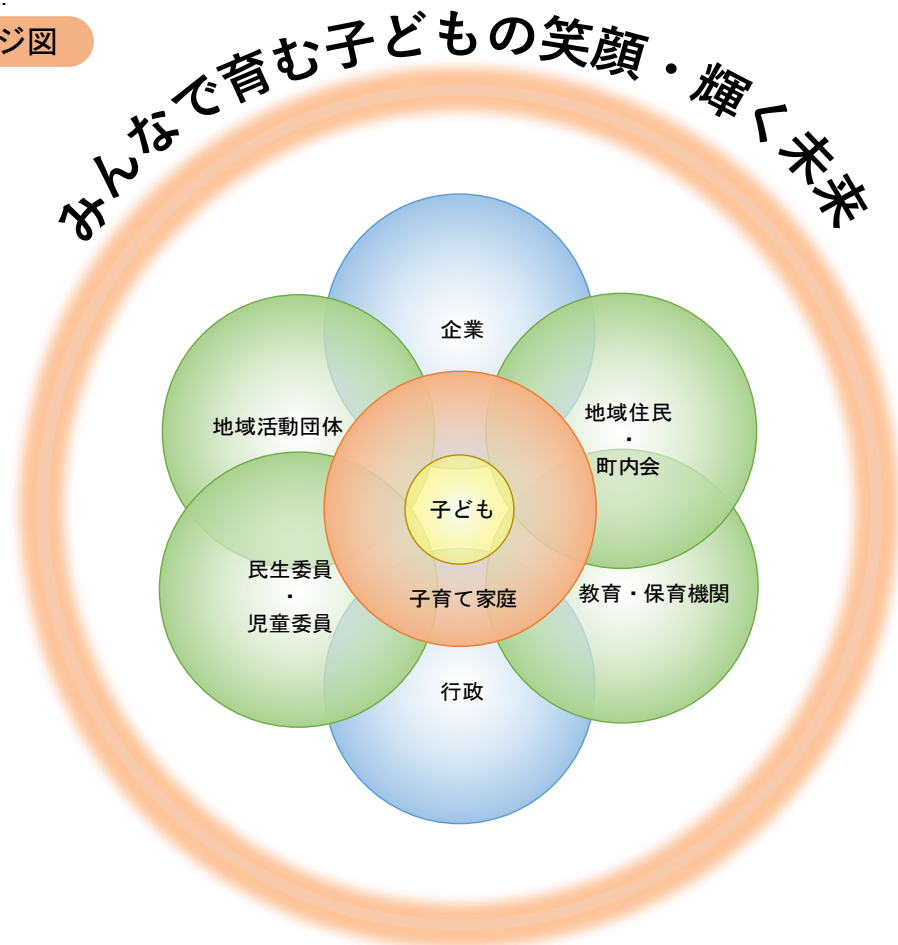 ジ図
みんなで育む子どもの笑顔・輝く未来
企業
地域活動団体
地域住民
・
町内会
子ども
民生委員
・
児童委員
子育て家庭
教育・保育機関
行政